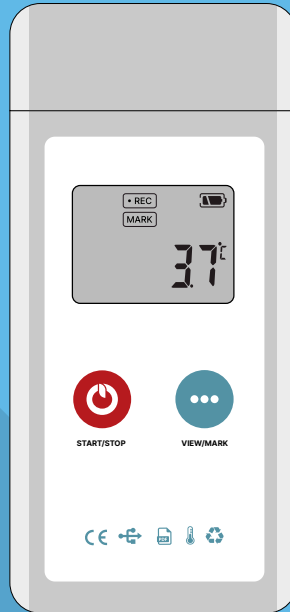 • REC
MARK
3.7°C
START/STOP
VIEW/MARK
CE
PDF